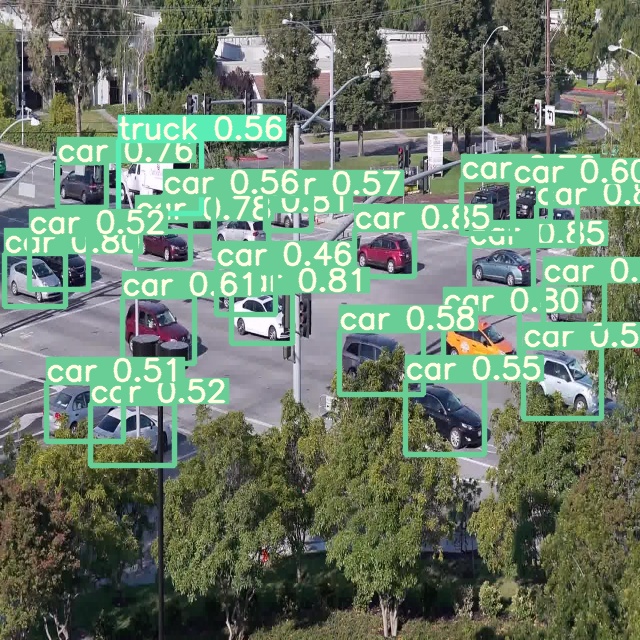 truck 0.56
car 0.76
car 0.56
r 0.57
car
car 0.60
car 0.8
car 0.52
0.78
0.51
car 0.85
0.85
car 0.80
car 0.46
car 0.61
0.81
car 0.
0.80
car 0.58
car 0.5
car 0.51
car 0.52
car 0.55